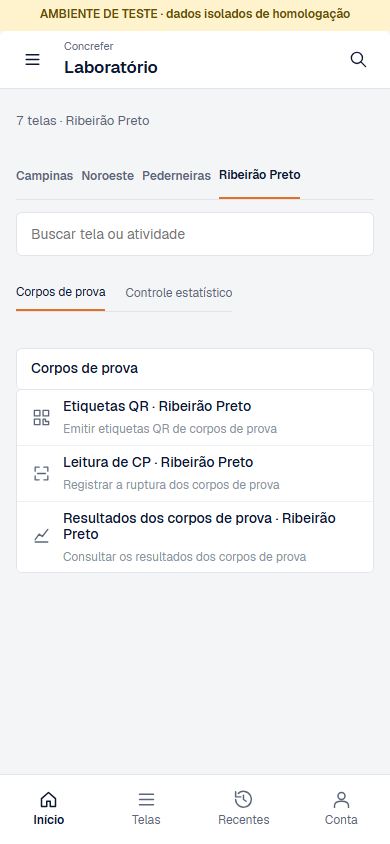 AMBIENTE DE TESTE · dados isolados de homologação
Concrefer
Laboratório
7 telas · Ribeirão Preto
Campinas Noroeste Pederneiras Ribeirão Preto
Buscar tela ou atividade
Corpos de prova Controle estatístico
Corpos de prova
Etiquetas QR · Ribeirão Preto
Emitir etiquetas QR de corpos de prova
Leitura de CP · Ribeirão Preto
Registrar a ruptura dos corpos de prova
Resultados dos corpos de prova · Ribeirão
Preto
Consultar os resultados dos corpos de prova
Início Telas Recentes Conta